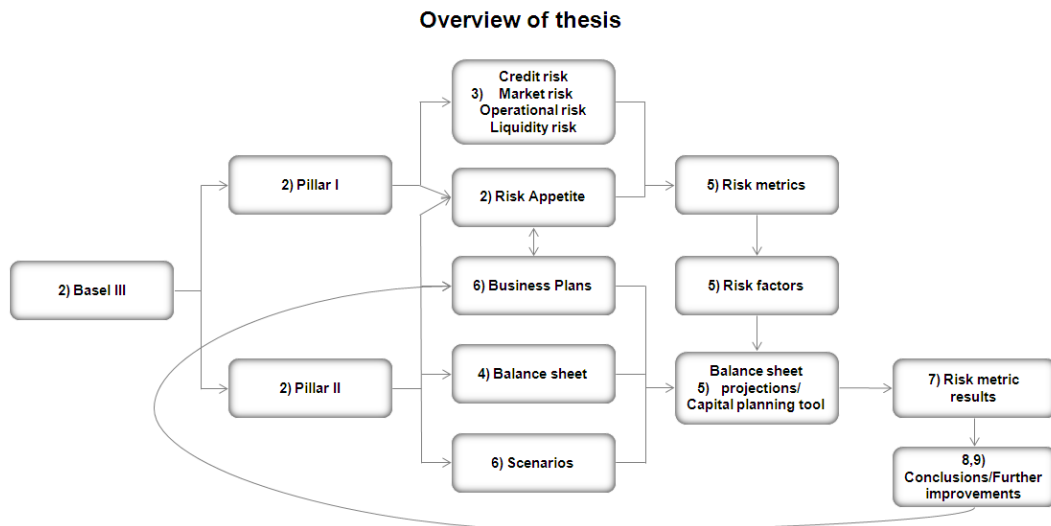 Overview of thesis
Credit risk
3) Market risk
Operational risk
Liquidity risk
2) Pillar I
2) Risk Appetite
5) Risk metrics
2) Basel III
6) Business Plans
5) Risk factors
2) Pillar II
4) Balance sheet
Balance sheet
5) projections/
Capital planning tool
7) Risk metric
results
6) Scenarios
8,9)
Conclusions/Further
improvements